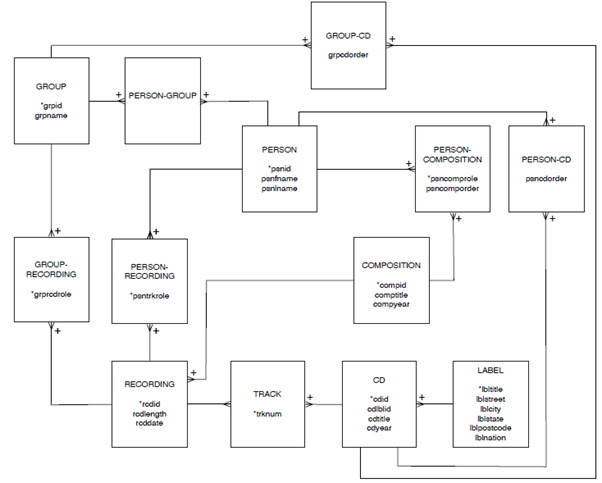 GROUP-CD
grpcdorder
+
+
GROUP
*grpid
grpname
+
PERSON-GROUP
+
+
PERSON
*psnid
psnfname
psnlname
+
PERSON-
COMPOSITION
*psncomprole
psncomporder
PERSON-CD
psncdorder
+
+
+
+
+
GROUP-
RECORDING
*grprcdrole
PERSON-
RECORDING
*psntrkrole
COMPOSITION
*compid
comptitle
compyear
+
+
+
RECORDING
*rcdid
rcdlength
rcddate
TRACK
*trknum
+
CD
*cdid
cdlblid
cdtitle
cdyear
+
LABEL
*lbltitle
lblstreet
lblcity
lblstate
lblpostcode
lblnation